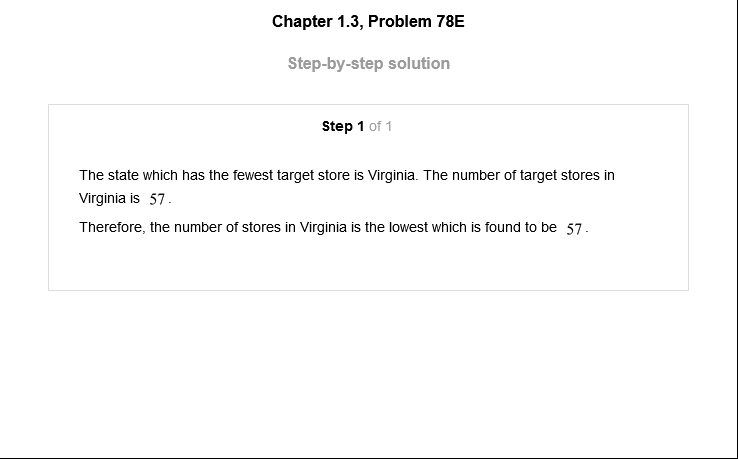 Chapter 1.3, Problem 78E
Step-by-step solution
Step 1 of 1
The state which has the fewest target store is Virginia. The number of target stores in
Virginia is 57.
Therefore, the number of stores in Virginia is the lowest which is found to be 57.